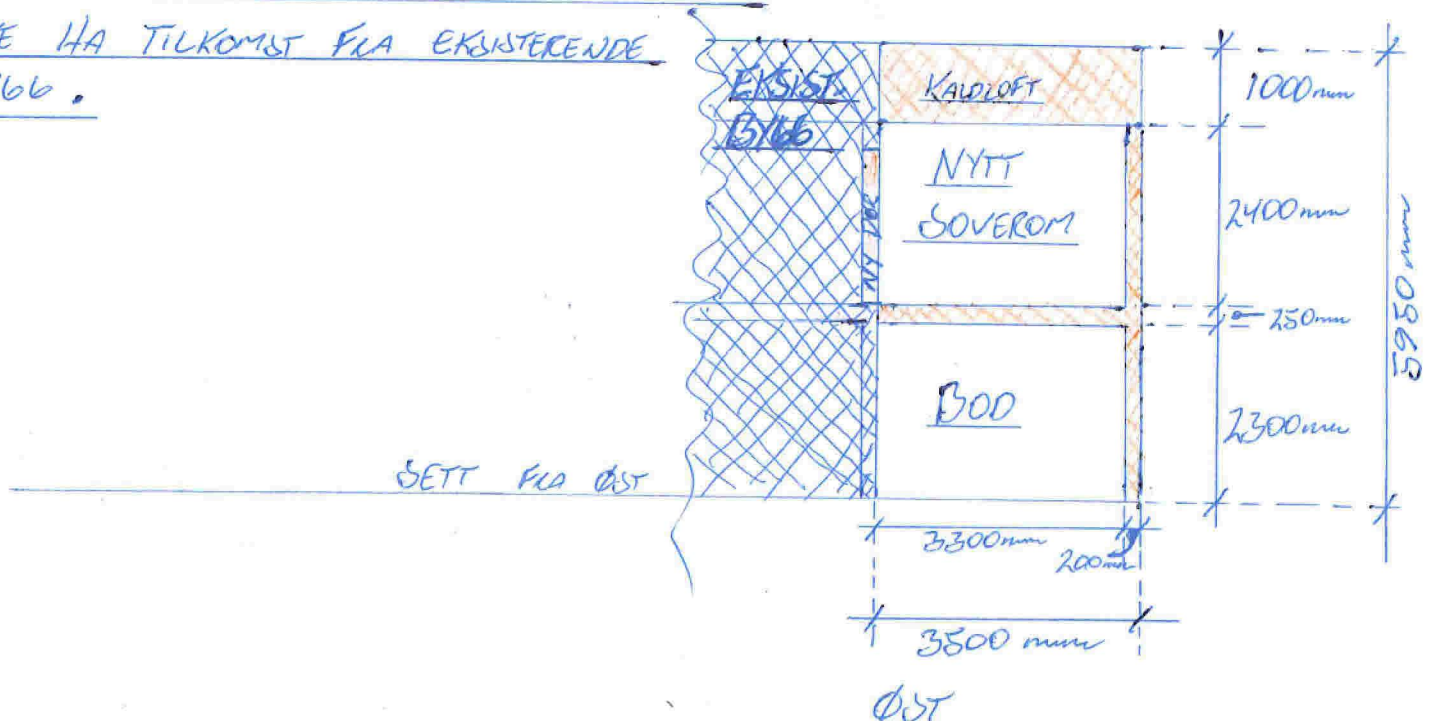 E HA TILKOMST FRA EKSISTERENDE
BYGG.
EKSIST.
BYGG
KALDLOFT
1000mm
NYTT
SOVEROM
NY DØR
2400mm
250mm
5950mm
BOD
2300mm
SETT FRA ØST
3300mm
200mm
3500 mm
ØST